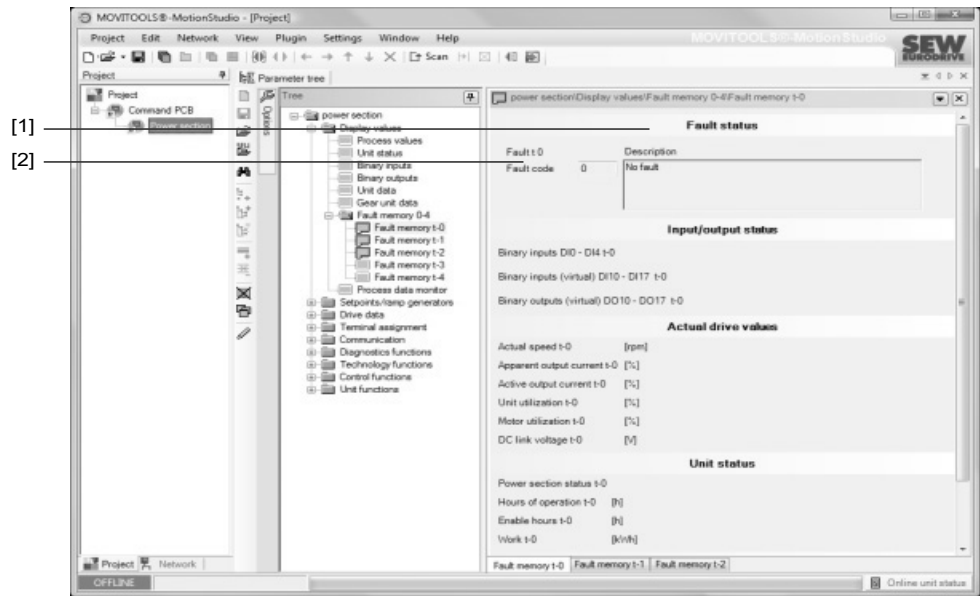 MOVITOOLS®-MotionStudio - [Project]
Project Edit Network View Plugin Settings Window Help
MOVITOOLS®-MotionStudio
SEW
EURODRIVE
Scan
Project
Parameter tree
Project
Command PCB
Power section
Options
Tree
power section
Display values
Process values
Unit status
Binary inputs
Binary outputs
Unit data
Gear unit data
Fault memory 0-4
Fault memory t-0
Fault memory t-1
Fault memory t-2
Fault memory t-3
Fault memory t-4
Process data monitor
Setpoints/ramp generators
Drive data
Terminal assignment
Communication
Diagnostics functions
Technology functions
Control functions
Unit functions
power section\Display values\Fault memory 0-4\Fault memory t-0
[1]
[2]
Fault status
Fault t 0 Description
Fault code 0 No fault
Input/output status
Binary inputs DI0 - DI4 t-0
Binary inputs (virtual) DI10 - DI17 t-0
Binary outputs (virtual) DO10 - DO17 t-0
Actual drive values
Actual speed t-0 [rpm]
Apparent output current t-0 [%]
Active output current t-0 [%]
Unit utilization t-0 [%]
Motor utilization t-0 [%]
DC link voltage t-0 [V]
Unit status
Power section status t-0
Hours of operation t-0 [h]
Enable hours t-0 [h]
Work t-0 [kWh]
Project Network
Fault memory t-0 Fault memory t-1 Fault memory t-2
OFFLINE
Online unit status